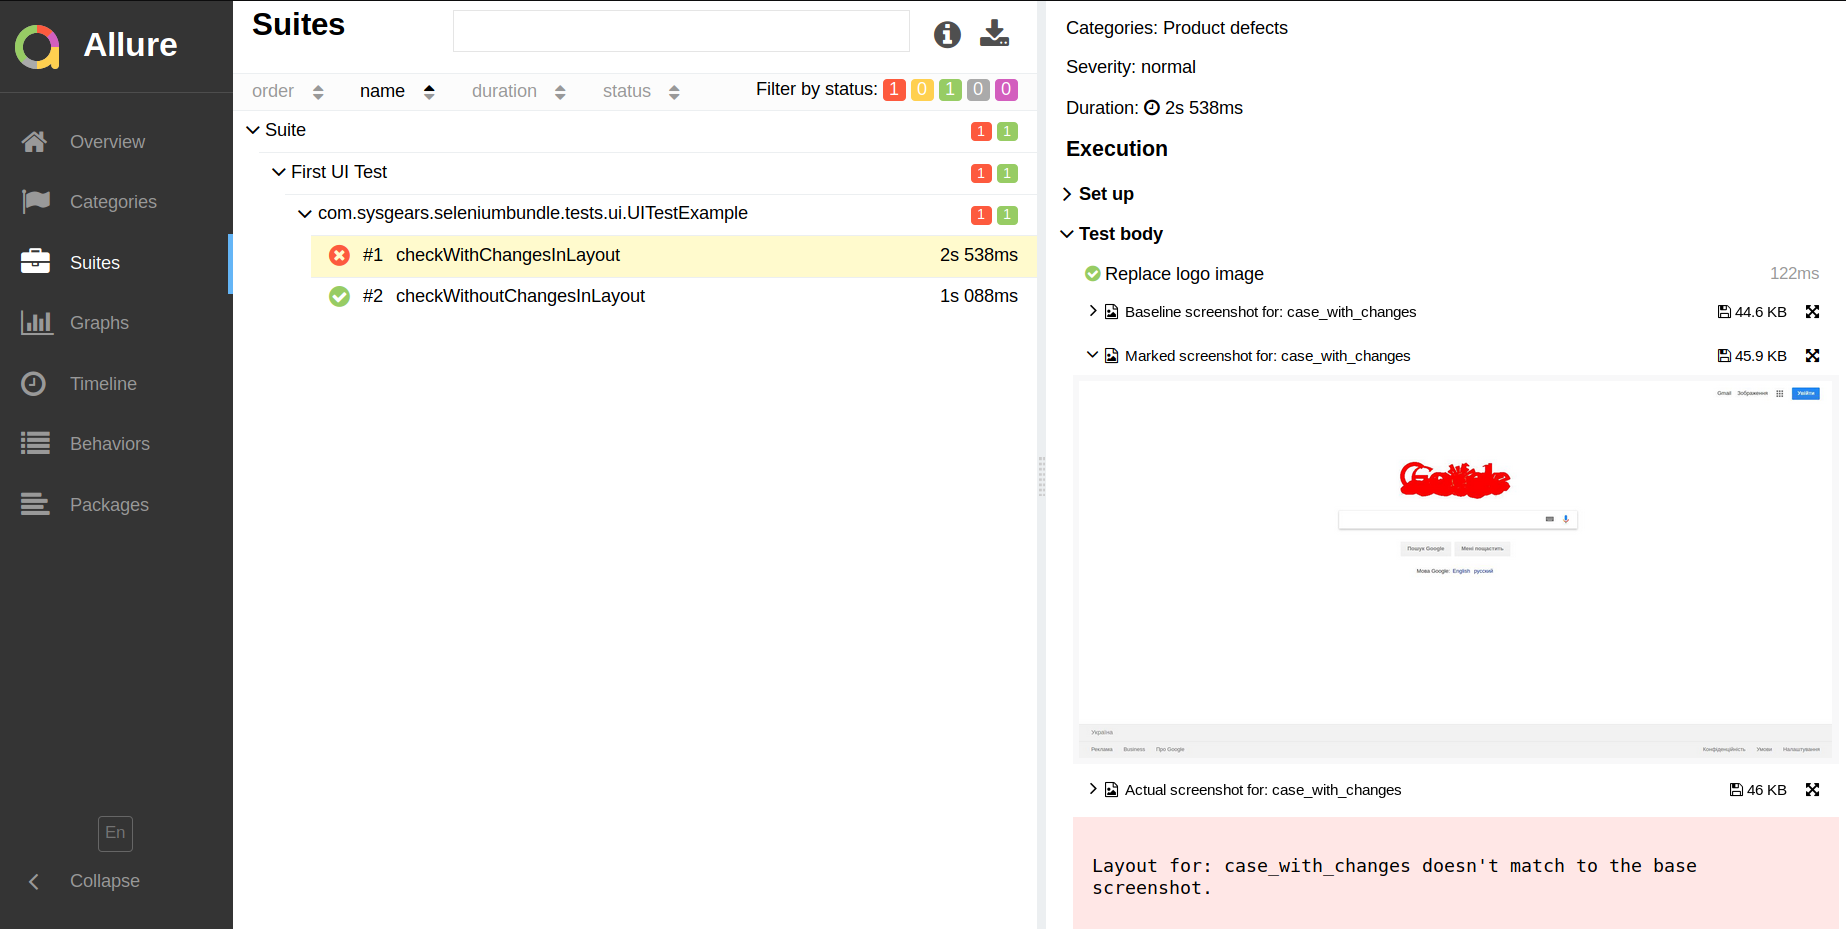 Allure
Overview
Categories
Suites
Graphs
Timeline
Behaviors
Packages
En
Collapse
Suites
order name duration status Filter by status: 1 0 1 0 0
Suite 1 1
First UI Test 1 1
com.sysgears.seleniumbundle.tests.ui.UITestExample 1 1
#1 checkWithChangesInLayout 2s 538ms
#2 checkWithoutChangesInLayout 1s 088ms
Categories: Product defects
Severity: normal
Duration: 2s 538ms
Execution
Set up
Test body
Replace logo image 122ms
Baseline screenshot for: case_with_changes 44.6 KB
Marked screenshot for: case_with_changes 45.9 KB
Gmail Зображення Увійти
Пошук Google Мені пощастить
Мова Google: English русский
Україна
Реклама Business Про Google Конфіденційність Умови Налаштування
Actual screenshot for: case_with_changes 46 KB
Layout for: case_with_changes doesn't match to the base
screenshot.